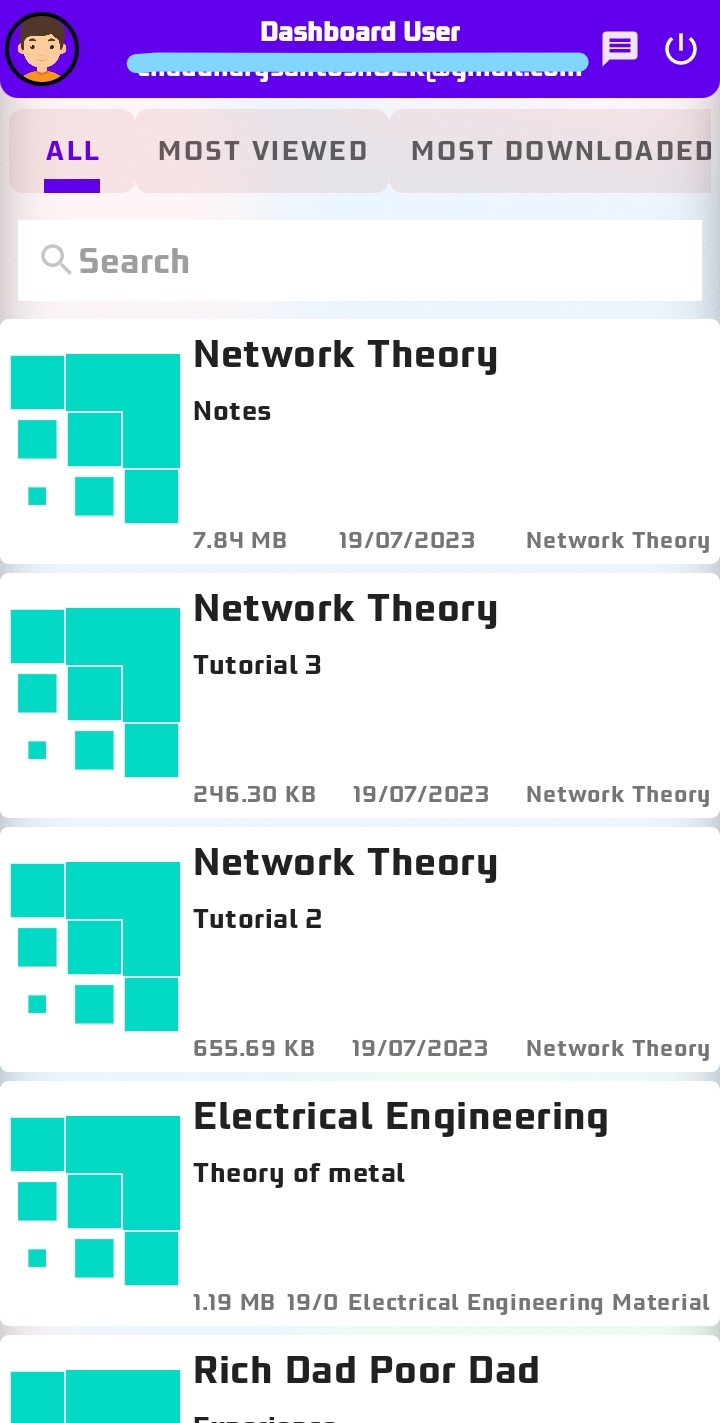 Dashboard User
ALL MOST VIEWED MOST DOWNLOADED
Search
Network Theory
Notes
7.84 MB 19/07/2023 Network Theory
Network Theory
Tutorial 3
246.30 KB 19/07/2023 Network Theory
Network Theory
Tutorial 2
655.69 KB 19/07/2023 Network Theory
Electrical Engineering
Theory of metal
1.19 MB 19/0 Electrical Engineering Material
Rich Dad Poor Dad